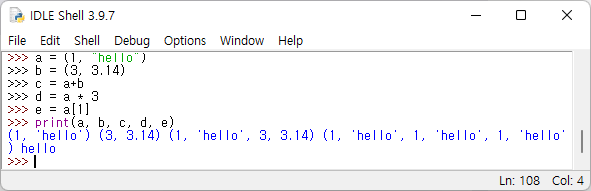 IDLE Shell 3.9.7
File Edit Shell Debug Options Window Help
>>> a = (1, "hello")
>>> b = (3, 3.14)
>>> c = a+b
>>> d = a * 3
>>> e = a[1]
>>> print(a, b, c, d, e)
(1, 'hello') (3, 3.14) (1, 'hello', 3, 3.14) (1, 'hello', 1, 'hello', 1, 'hello'
) hello
>>>
Ln: 108 Col: 4